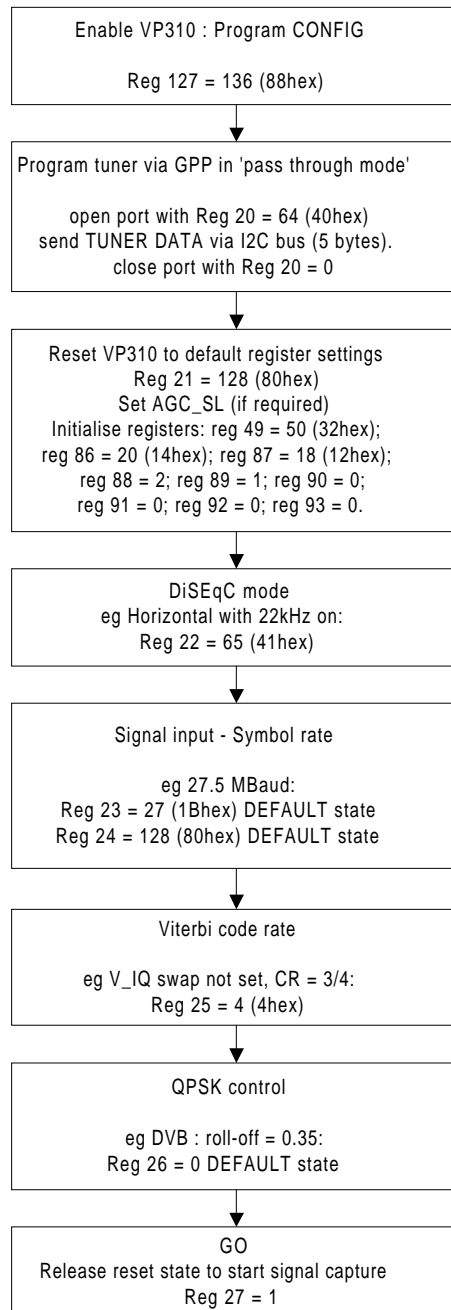 Enable VP310 : Program CONFIG
Reg 127 = 136 (88hex)
Program tuner via GPP in 'pass through mode'
open port with Reg 20 = 64 (40hex)
send TUNER DATA via I2C bus (5 bytes).
close port with Reg 20 = 0
Reset VP310 to default register settings
Reg 21 = 128 (80hex)
Set AGC_SL (if required)
Initialise registers: reg 49 = 50 (32hex);
reg 86 = 20 (14hex); reg 87 = 18 (12hex);
reg 88 = 2; reg 89 = 1; reg 90 = 0;
reg 91 = 0; reg 92 = 0; reg 93 = 0.
DiSEqC mode
eg Horizontal with 22kHz on:
Reg 22 = 65 (41hex)
Signal input - Symbol rate
eg 27.5 MBaud:
Reg 23 = 27 (1Bhex) DEFAULT state
Reg 24 = 128 (80hex) DEFAULT state
Viterbi code rate
eg V_IQ swap not set, CR = 3/4:
Reg 25 = 4 (4hex)
QPSK control
eg DVB : roll-off = 0.35:
Reg 26 = 0 DEFAULT state
GO
Release reset state to start signal capture
Reg 27 = 1